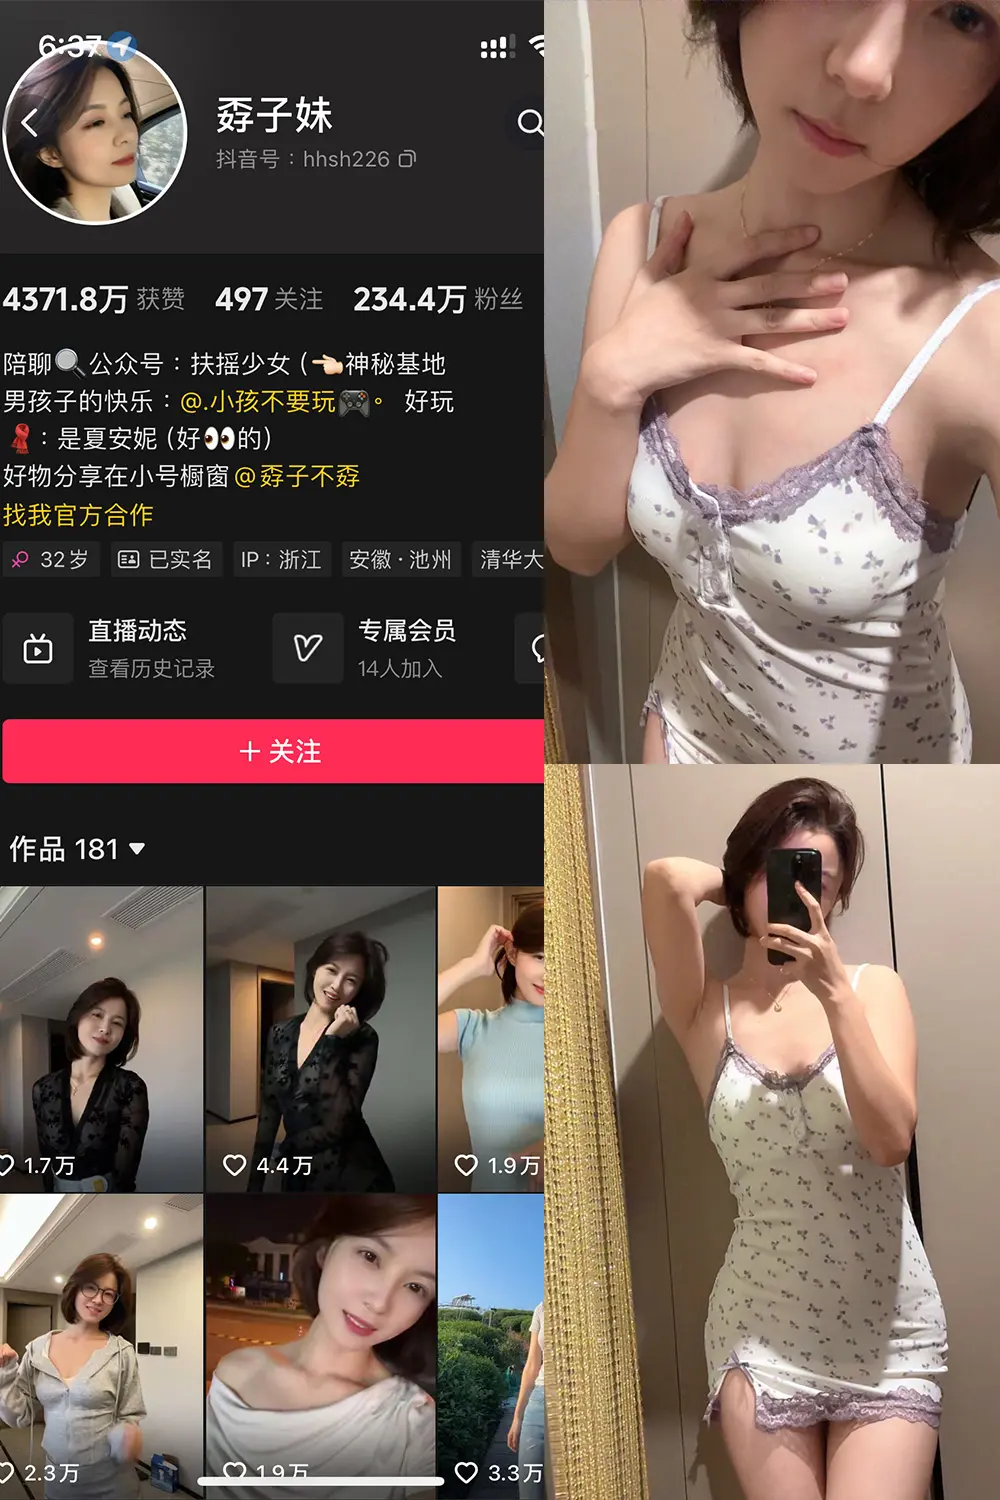 6:37
孬子妹
抖音号：hhsh226
4371.8万 获赞 497 关注 234.4万 粉丝
陪聊🔍公众号：扶摇少女 (👈🏻神秘基地
男孩子的快乐：@.小孩不要玩🎮。 好玩
🧣：是夏安妮 (好👀的)
好物分享在小号橱窗@孬子不孬
找我官方合作
32岁 已实名 IP：浙江 安徽·池州 清华大
直播动态 专属会员
查看历史记录 14人加入
+ 关注
作品 181
1.7万 4.4万 1.9万
2.3万 1.9万 3.3万